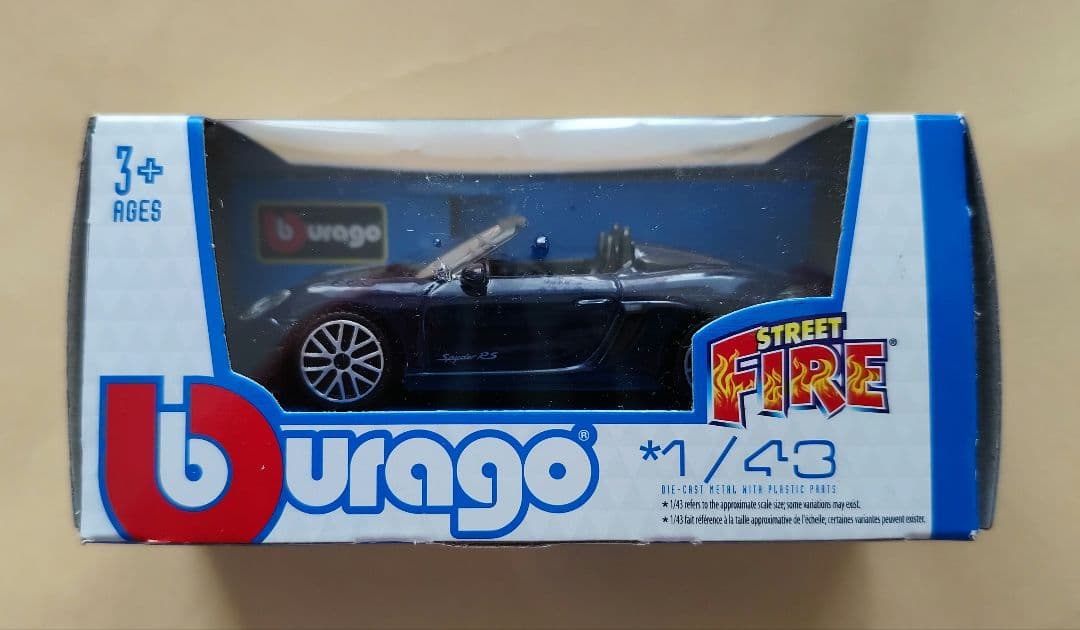 3+
AGES
burago
Spyder RS
STREET
FIRE®
burago®
*1/43
DIE-CAST METAL WITH PLASTIC PARTS
* 1/43 refers to the approximate scale size; some variations may exist.
* 1/43 fait référence à la taille approximative de l'échelle; certaines variantes peuvent exister.